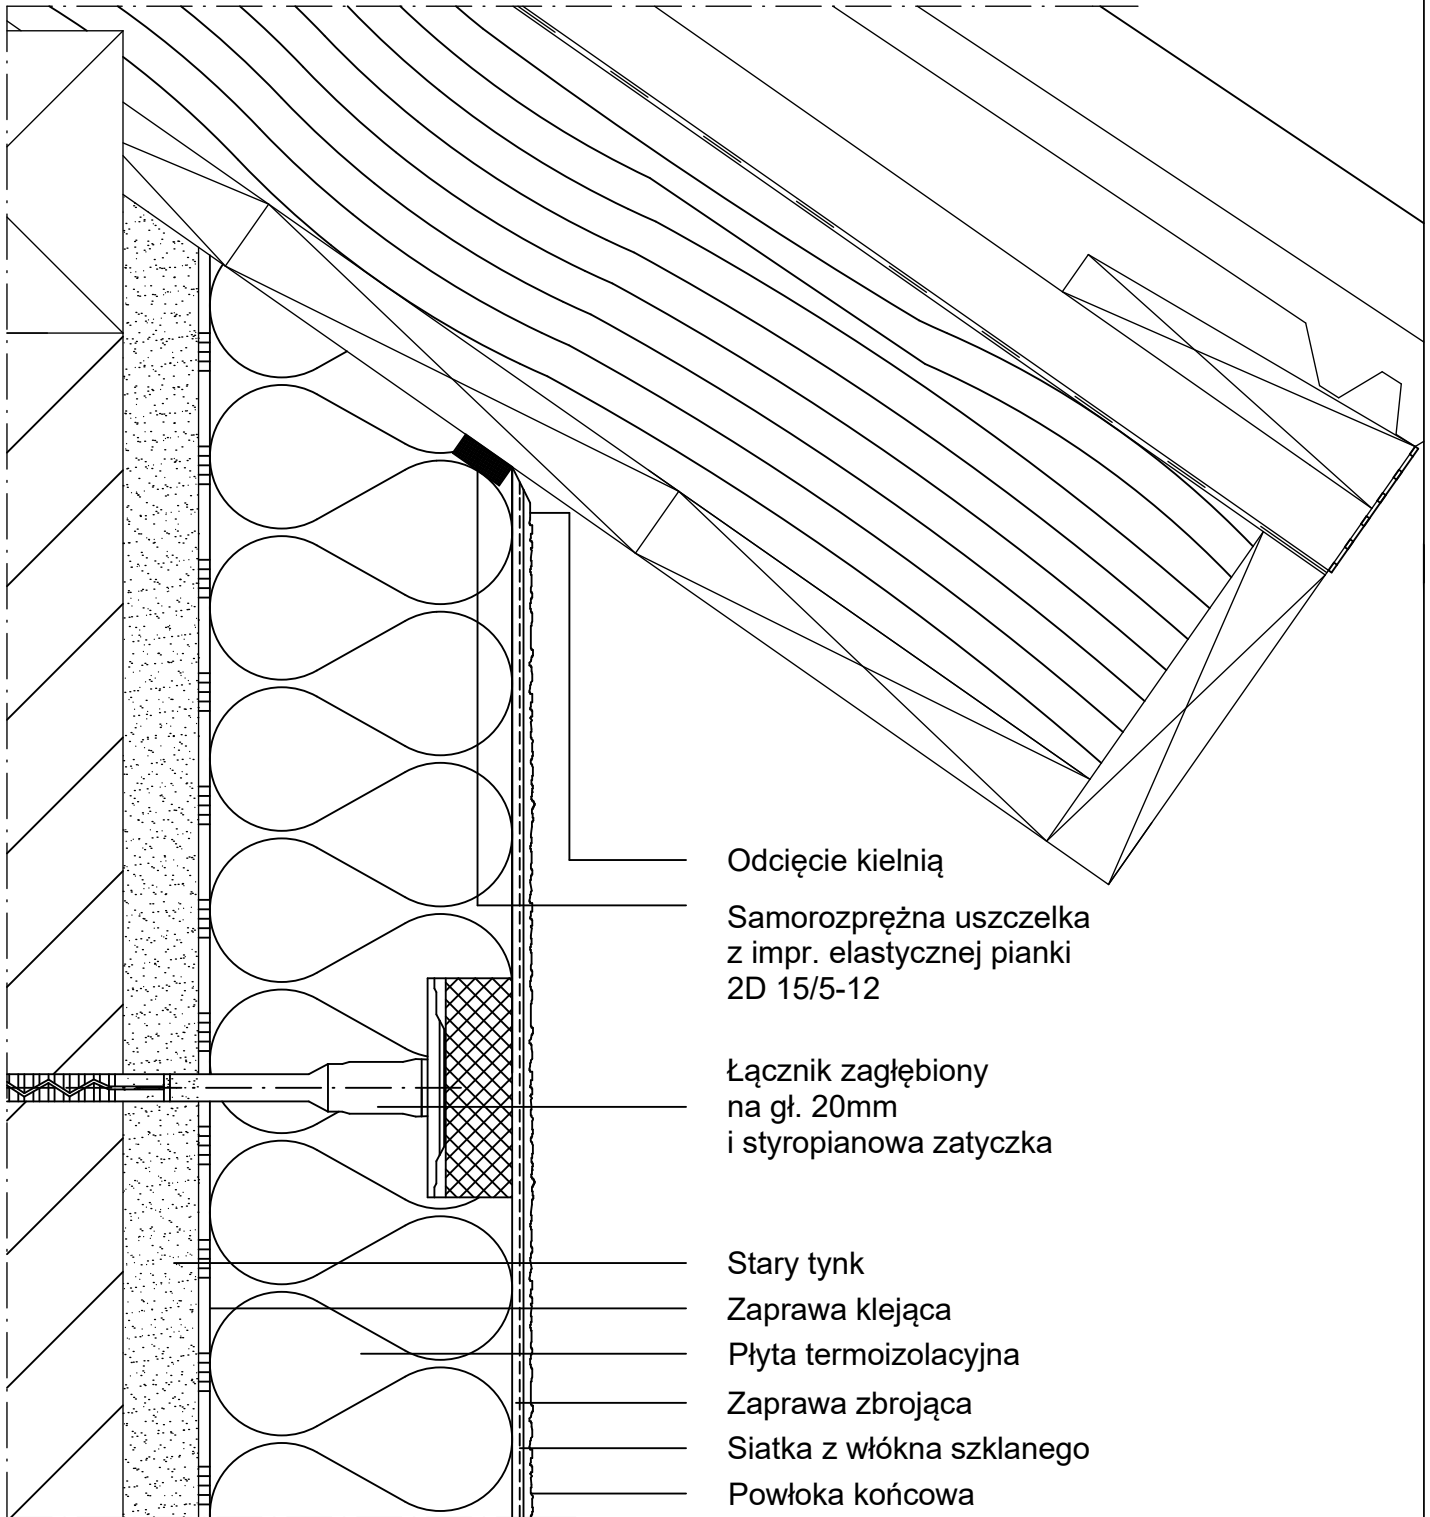 Odcięcie kielnią
Samorozprężna uszczelka
z impr. elastycznej pianki
2D 15/5-12
Łącznik zagłębiony
na gł. 20mm
i styropianowa zatyczka
Stary tynk
Zaprawa klejąca
Płyta termoizolacyjna
Zaprawa zbrojąca
Siatka z włókna szklanego
Powłoka końcowa